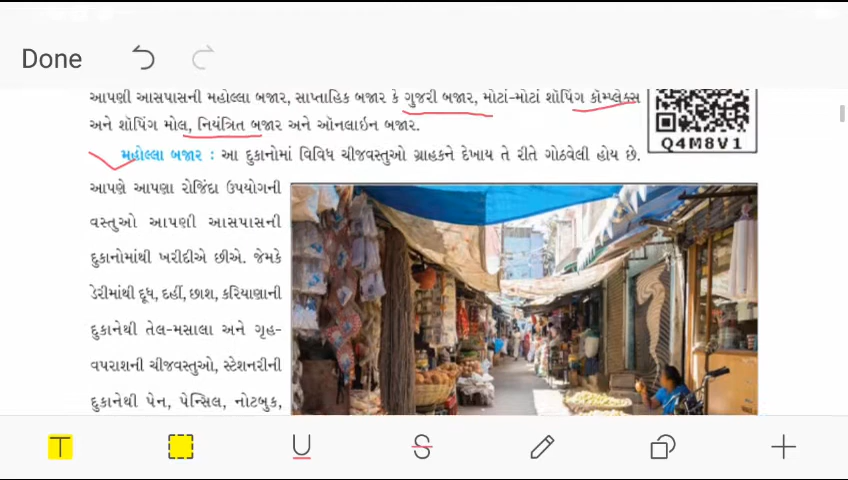 Done
આપણી આસપાસની મહોલ્લા બજાર, સાપ્તાહિક બજાર કે ગુજરી બજાર, મોટાં-મોટાં શૉપિંગ કૉમ્પ્લેક્સ
અને શૉપિંગ મોલ, નિયંત્રિત બજાર અને ઑનલાઇન બજાર.
Q4M8V1
મહોલ્લા બજાર : આ દુકાનોમાં વિવિધ ચીજવસ્તુઓ ગ્રાહકને દેખાય તે રીતે ગોઠવેલી હોય છે.
આપણે આપણા રોજિંદા ઉપયોગની
વસ્તુઓ આપણી આસપાસની
દુકાનોમાંથી ખરીદીએ છીએ. જેમકે
ડેરીમાંથી દૂધ, દહીં, છાશ, કરિયાણાની
દુકાનેથી તેલ-મસાલા અને ગૃહ-
વપરાશની ચીજવસ્તુઓ, સ્ટેશનરીની
દુકાનેથી પેન, પેન્સિલ, નોટબુક,
T
U
S